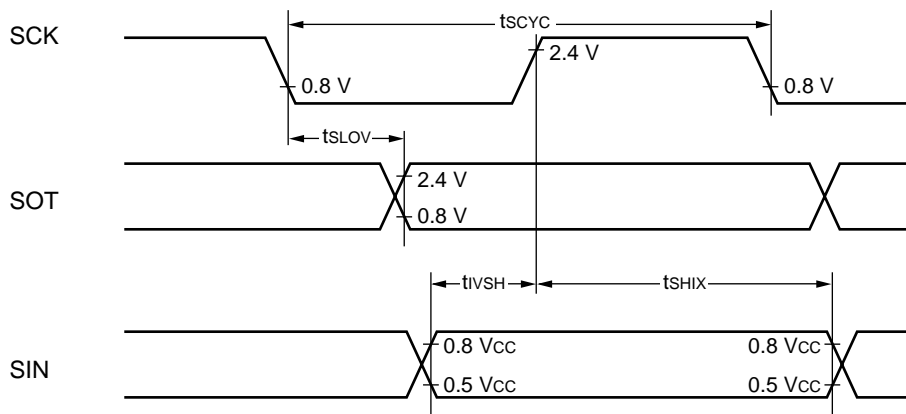 tSCYC
SCK
2.4 V
0.8 V 0.8 V
tSLOV
2.4 V
SOT
0.8 V
tIVSH tSHIX
0.8 VCC 0.8 VCC
SIN
0.5 VCC 0.5 VCC